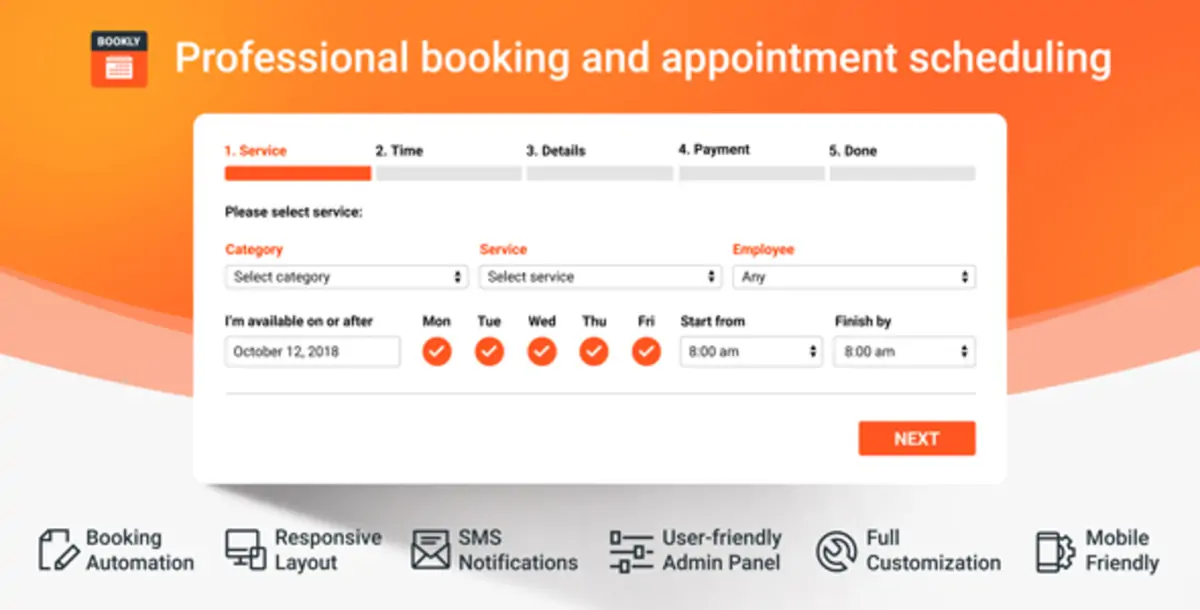 BOOKLY
Professional booking and appointment scheduling
1. Service 2. Time 3. Details 4. Payment 5. Done
Please select service:
Category Service Employee
Select category Select service Any
I'm available on or after Mon Tue Wed Thu Fri Start from Finish by
October 12, 2018 8:00 am 8:00 am
NEXT
Booking Responsive SMS User-friendly Full Mobile
Automation Layout Notifications Admin Panel Customization Friendly